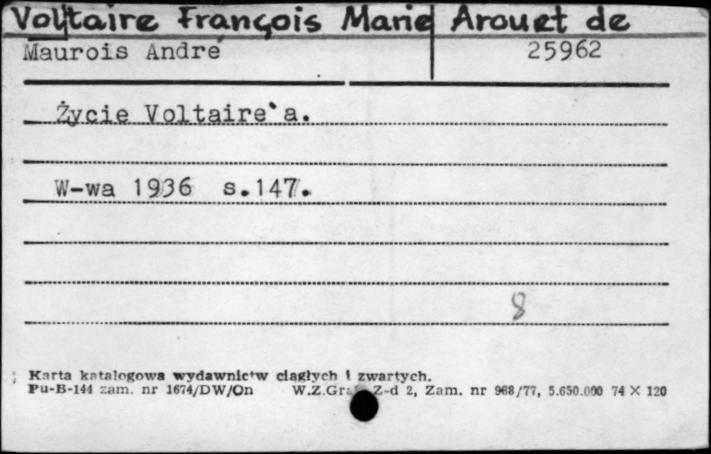 Voltaire François Marie Arouet de
Maurois André 25962
Życie Voltaire`a.
W-wa 1936 s.147.
8
Karta katalogowa wydawnictw ciągłych i zwartych.
Pu-B-144 zam. nr 1674/DW/On W.Z.Graf. Z-d 2, Zam. nr 968/77, 5.650.000 74 X 120